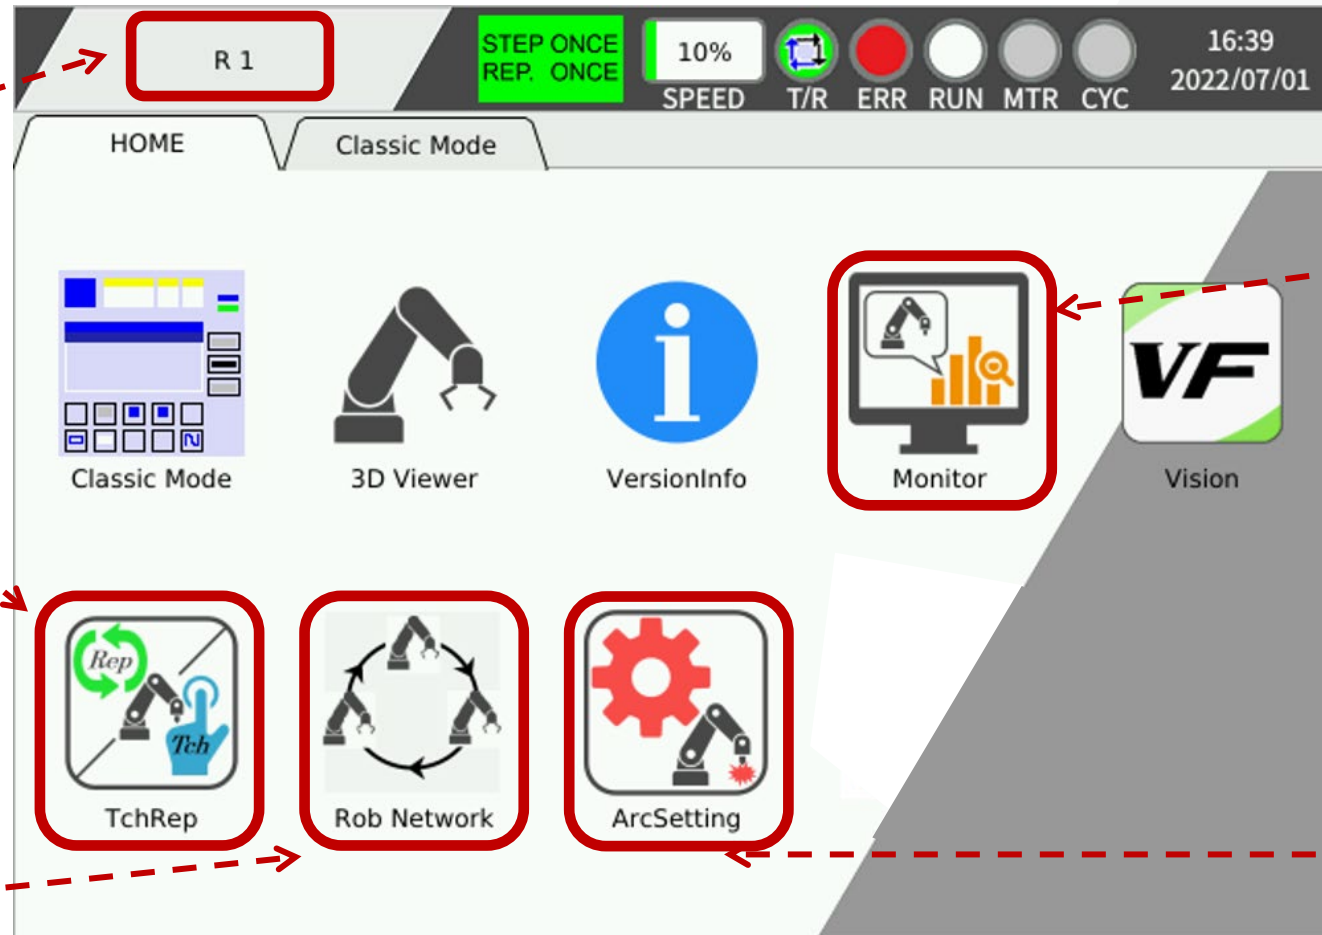 R 1
STEP ONCE
REP. ONCE
10%
SPEED
T/R
ERR
RUN
MTR
CYC
16:39
2022/07/01
HOME
Classic Mode
i
VF
Classic Mode
3D Viewer
VersionInfo
Monitor
Vision
Rep
Tch
TchRep
Rob Network
ArcSetting